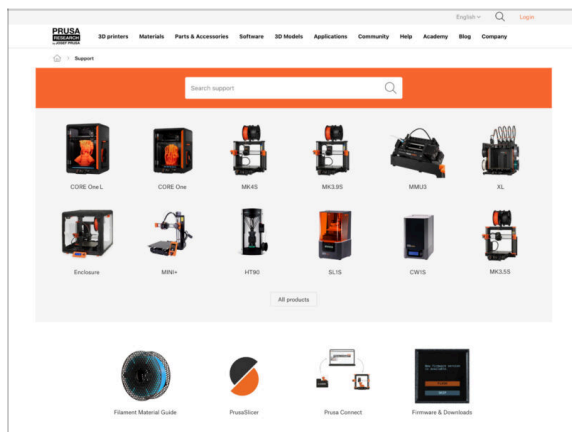 English
Login
PRUSA
RESEARCH
by JOSEF PRUSA
3D printers Materials Parts & Accessories Software 3D Models Applications Community Help Academy Blog Company
Support
Search support
CORE One L CORE One MK4S MK3.9S MMU3 XL
Enclosure MINI+ HT90 SL1S CW1S MK3.5S
All products
Filament Material Guide PrusaSlicer Prusa Connect Firmware & Downloads